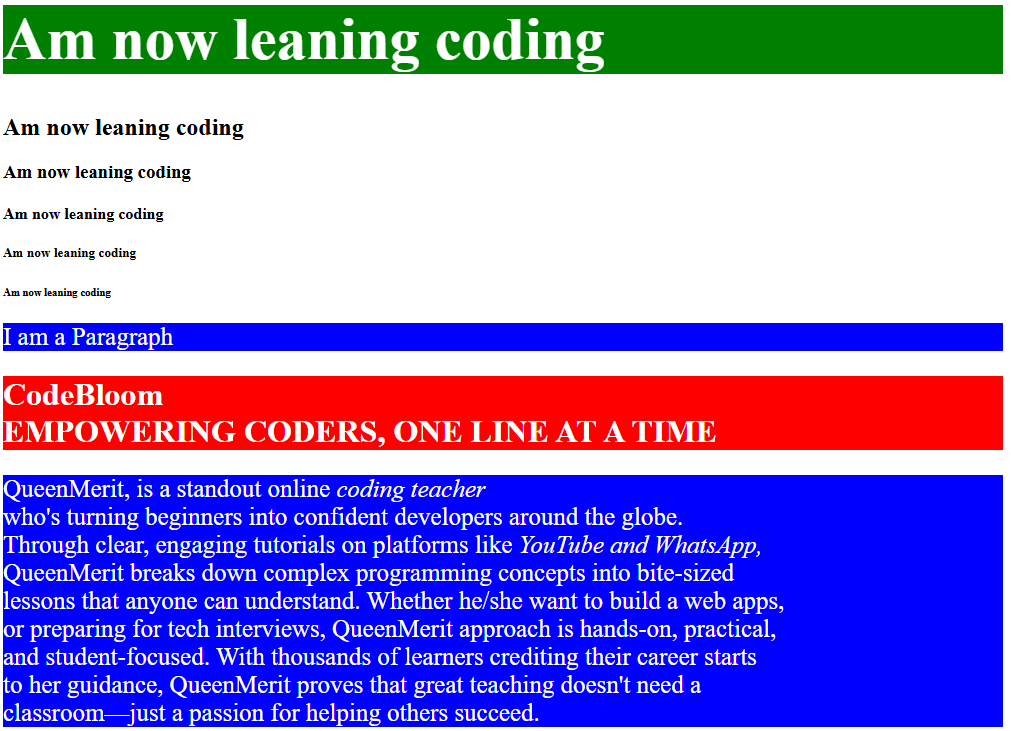 Am now leaning coding
Am now leaning coding
Am now leaning coding
Am now leaning coding
Am now leaning coding
Am now leaning coding
I am a Paragraph
CodeBloom
EMPOWERING CODERS, ONE LINE AT A TIME
QueenMerit, is a standout online coding teacher
who's turning beginners into confident developers around the globe.
Through clear, engaging tutorials on platforms like YouTube and WhatsApp,
QueenMerit breaks down complex programming concepts into bite-sized
lessons that anyone can understand. Whether he/she want to build a web apps,
or preparing for tech interviews, QueenMerit approach is hands-on, practical,
and student-focused. With thousands of learners crediting their career starts
to her guidance, QueenMerit proves that great teaching doesn't need a
classroom—just a passion for helping others succeed.